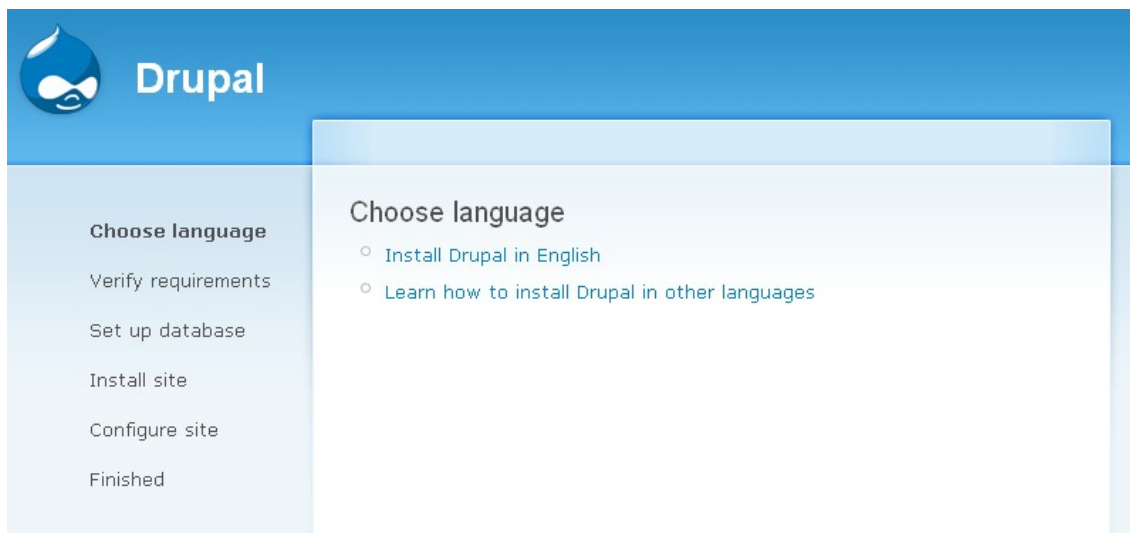 Drupal
Choose language
Verify requirements
Set up database
Install site
Configure site
Finished
Choose language
Install Drupal in English
Learn how to install Drupal in other languages